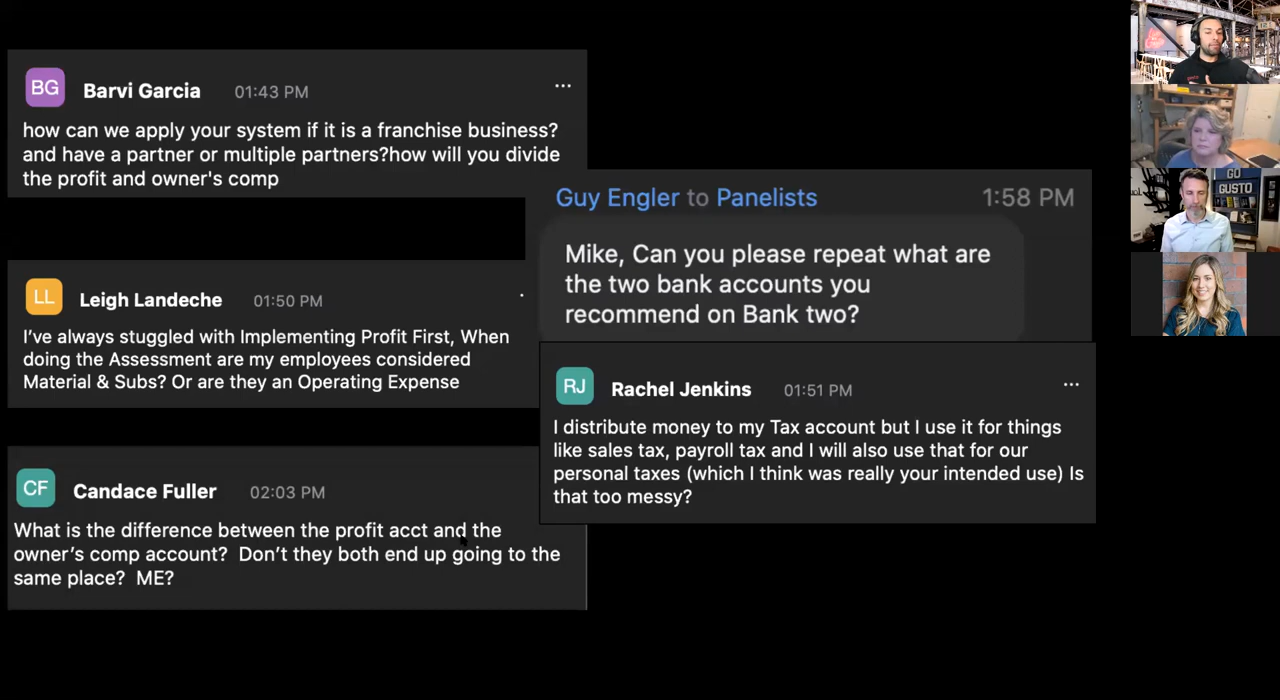 BG
Barvi Garcia 01:43 PM ...
how can we apply your system if it is a franchise business?
and have a partner or multiple partners?how will you divide
the profit and owner's comp
LL
Leigh Landeche 01:50 PM
I've always stuggled with Implementing Profit First, When
doing the Assessment are my employees considered
Material & Subs? Or are they an Operating Expense
CF
Candace Fuller 02:03 PM
What is the difference between the profit acct and the
owner's comp account? Don't they both end up going to the
same place? ME?
Guy Engler to Panelists 1:58 PM
Mike, Can you please repeat what are
the two bank accounts you
recommend on Bank two?
RJ
Rachel Jenkins 01:51 PM ...
I distribute money to my Tax account but I use it for things
like sales tax, payroll tax and I will also use that for our
personal taxes (which I think was really your intended use) Is
that too messy?
GO
GUSTO